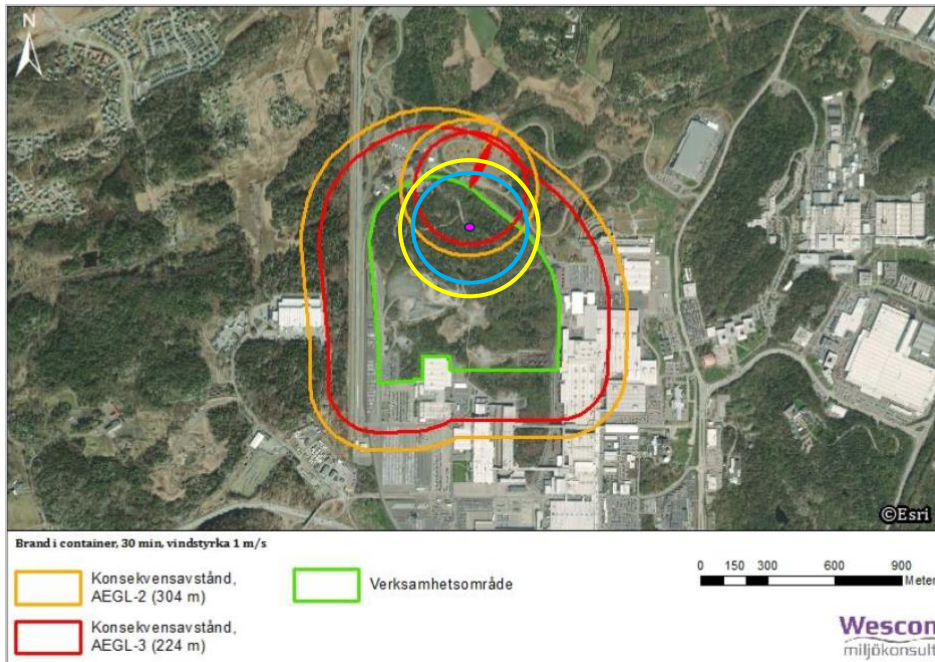 N
©Esri
Brand i container, 30 min, vindstyrka 1 m/s
Konsekvensavstånd,
AEGL-2 (304 m)
Verksamhetsområde
0 150 300 600 900
Meter
Konsekvensavstånd,
AEGL-3 (224 m)
Wescon
miljökonsult